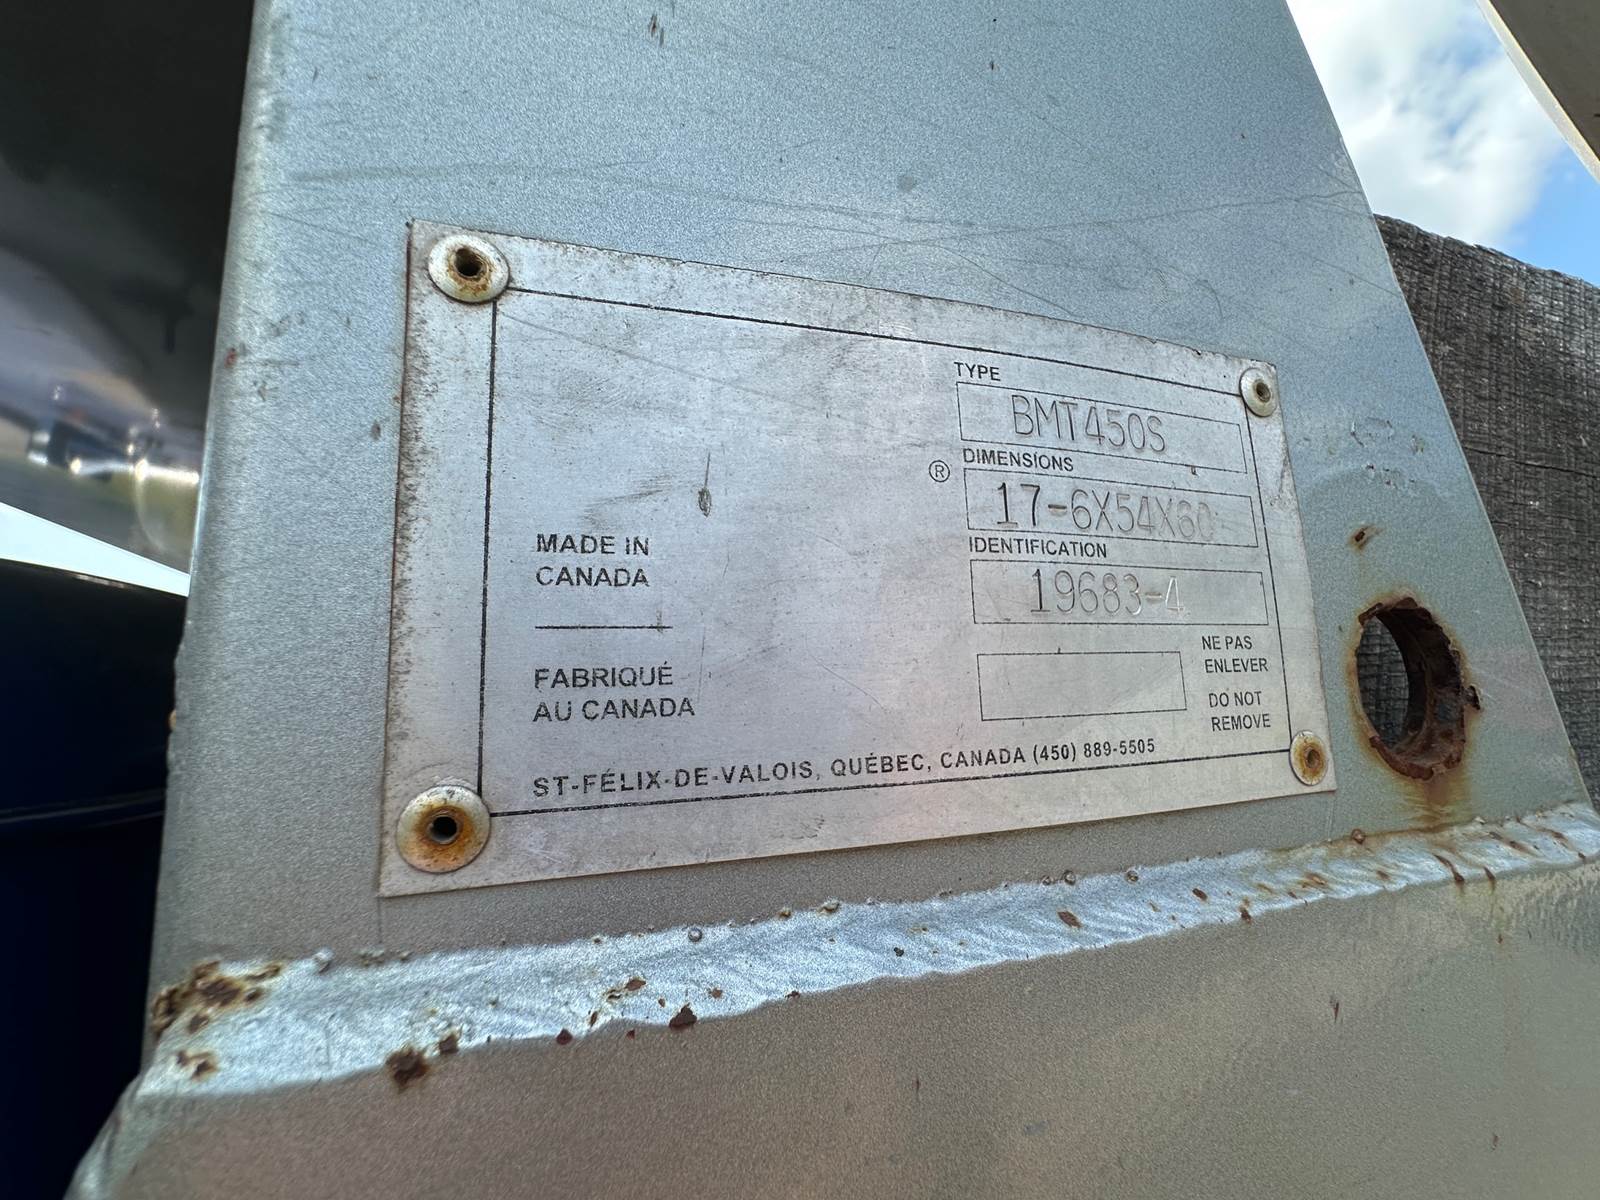 TYPE
BMT450S
®
DIMENSIONS
17-6X54X60
IDENTIFICATION
19683-4
MADE IN
CANADA
FABRIQUÉ
AU CANADA
NE PAS
ENLEVER
DO NOT
REMOVE
ST-FÉLIX-DE-VALOIS, QUÉBEC, CANADA (450) 889-5505